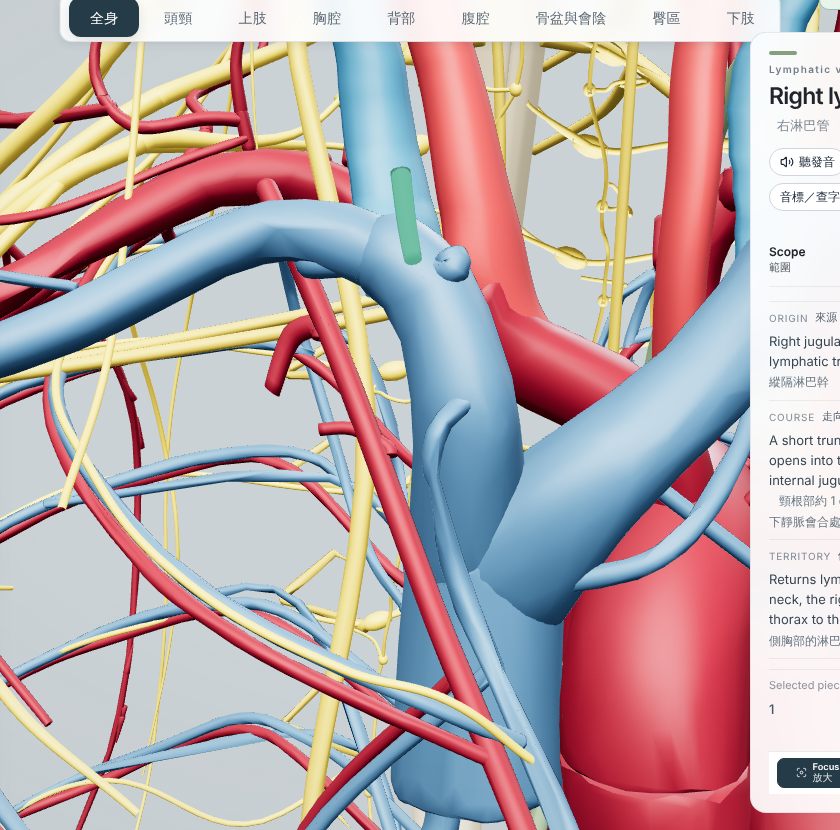 全身 頭頸 上肢 胸腔 背部 腹腔 骨盆與會陰 臀區 下肢
Lymphatic v
Right ly
右淋巴管
聽發音
音標／查字
Scope
範圍
ORIGIN 來源
Right jugula
lymphatic tr
縱隔淋巴幹
COURSE 走向
A short trun
opens into t
internal jugu
頸根部約 1
下靜脈會合處
TERRITORY
Returns lym
neck, the rig
thorax to th
側胸部的淋巴
Selected piec
1
Focus
放大